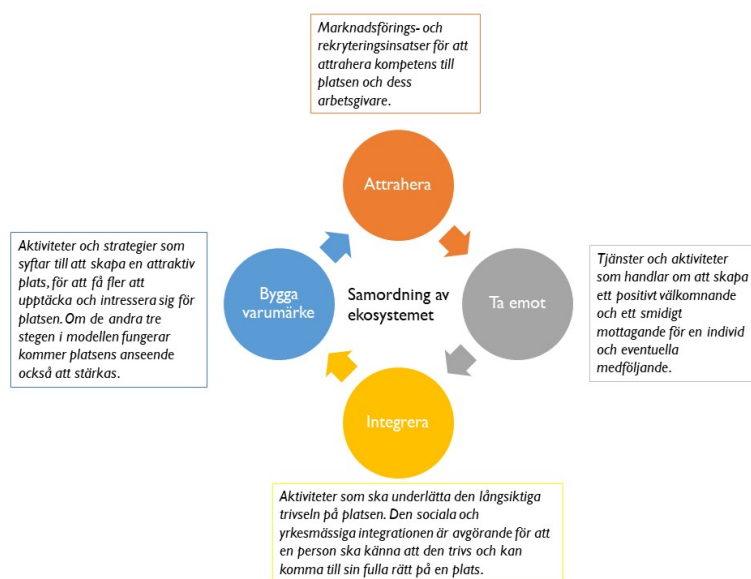 Marknadsförings- och
rekryteringsinsatser för att
attrahera kompetens till
platsen och dess
arbetsgivare.
Attrahera
Aktiviteter och strategier som
syftar till att skapa en attraktiv
plats, för att få fler att
upptäcka och intressera sig för
platsen. Om de andra tre
stegen i modellen fungerar
kommer platsens anseende
också att stärkas.
Bygga
varumärke
Samordning av
ekosystemet
Ta emot
Tjänster och aktiviteter
som handlar om att skapa
ett positivt välkomnande
och ett smidigt
mottagande för en individ
och eventuella
medföljande.
Integrera
Aktiviteter som ska underlätta den långsiktiga
trivseln på platsen. Den sociala och
yrkesmässiga integrationen är avgörande för att
en person ska känna att den trivs och kan
komma till sin fulla rätt på en plats.